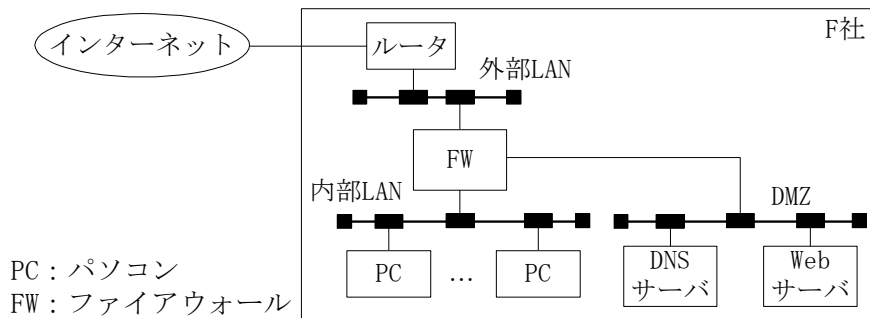 F社
インターネット
ルータ
外部LAN
FW
内部LAN
DMZ
PC
...
PC
DNS
サーバ
Web
サーバ
PC:パソコン
FW:ファイアウォール